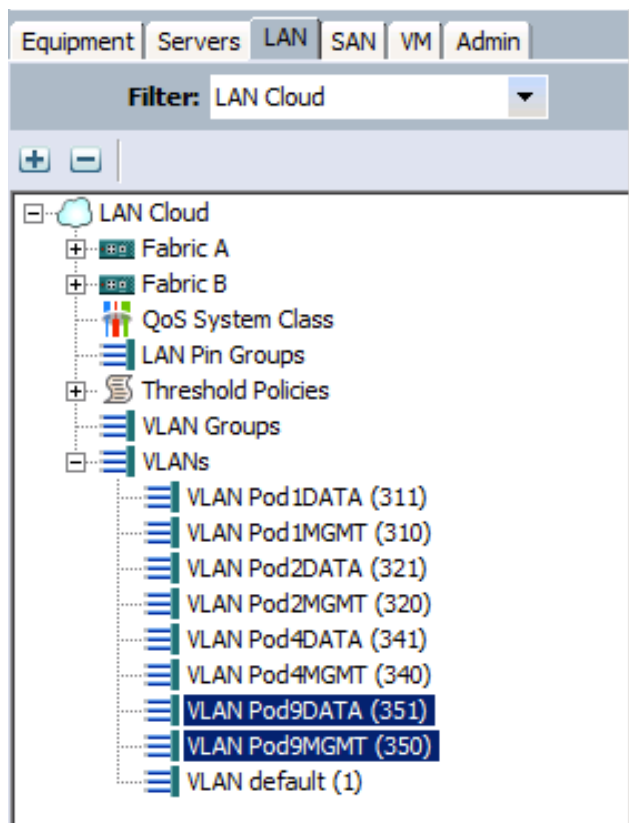 Equipment Servers LAN SAN VM Admin
Filter: LAN Cloud
LAN Cloud
Fabric A
Fabric B
QoS System Class
LAN Pin Groups
Threshold Policies
VLAN Groups
VLANs
VLAN Pod1DATA (311)
VLAN Pod1MGMT (310)
VLAN Pod2DATA (321)
VLAN Pod2MGMT (320)
VLAN Pod4DATA (341)
VLAN Pod4MGMT (340)
VLAN Pod9DATA (351)
VLAN Pod9MGMT (350)
VLAN default (1)